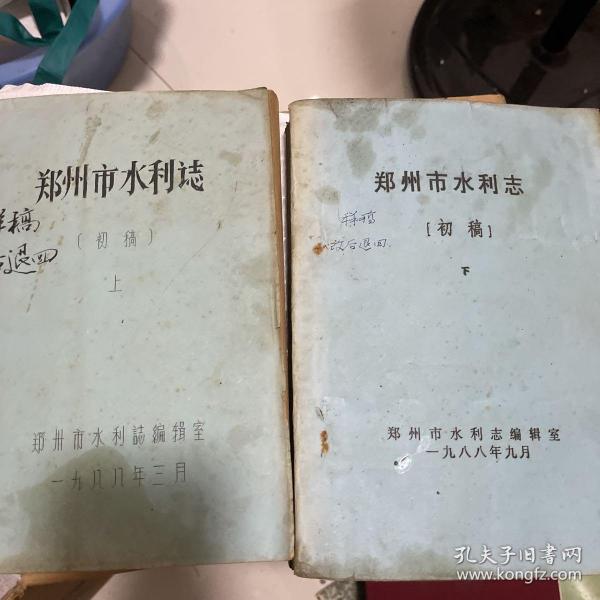 郑州市水利誌
样稿
后退回
（初稿）
上
郑州市水利誌编辑室
一九八八年三月
郑州市水利志
样稿
改后退回
[初稿]
下
郑州市水利志编辑室
一九八八年九月
孔夫子旧书网
www.kongfz.com